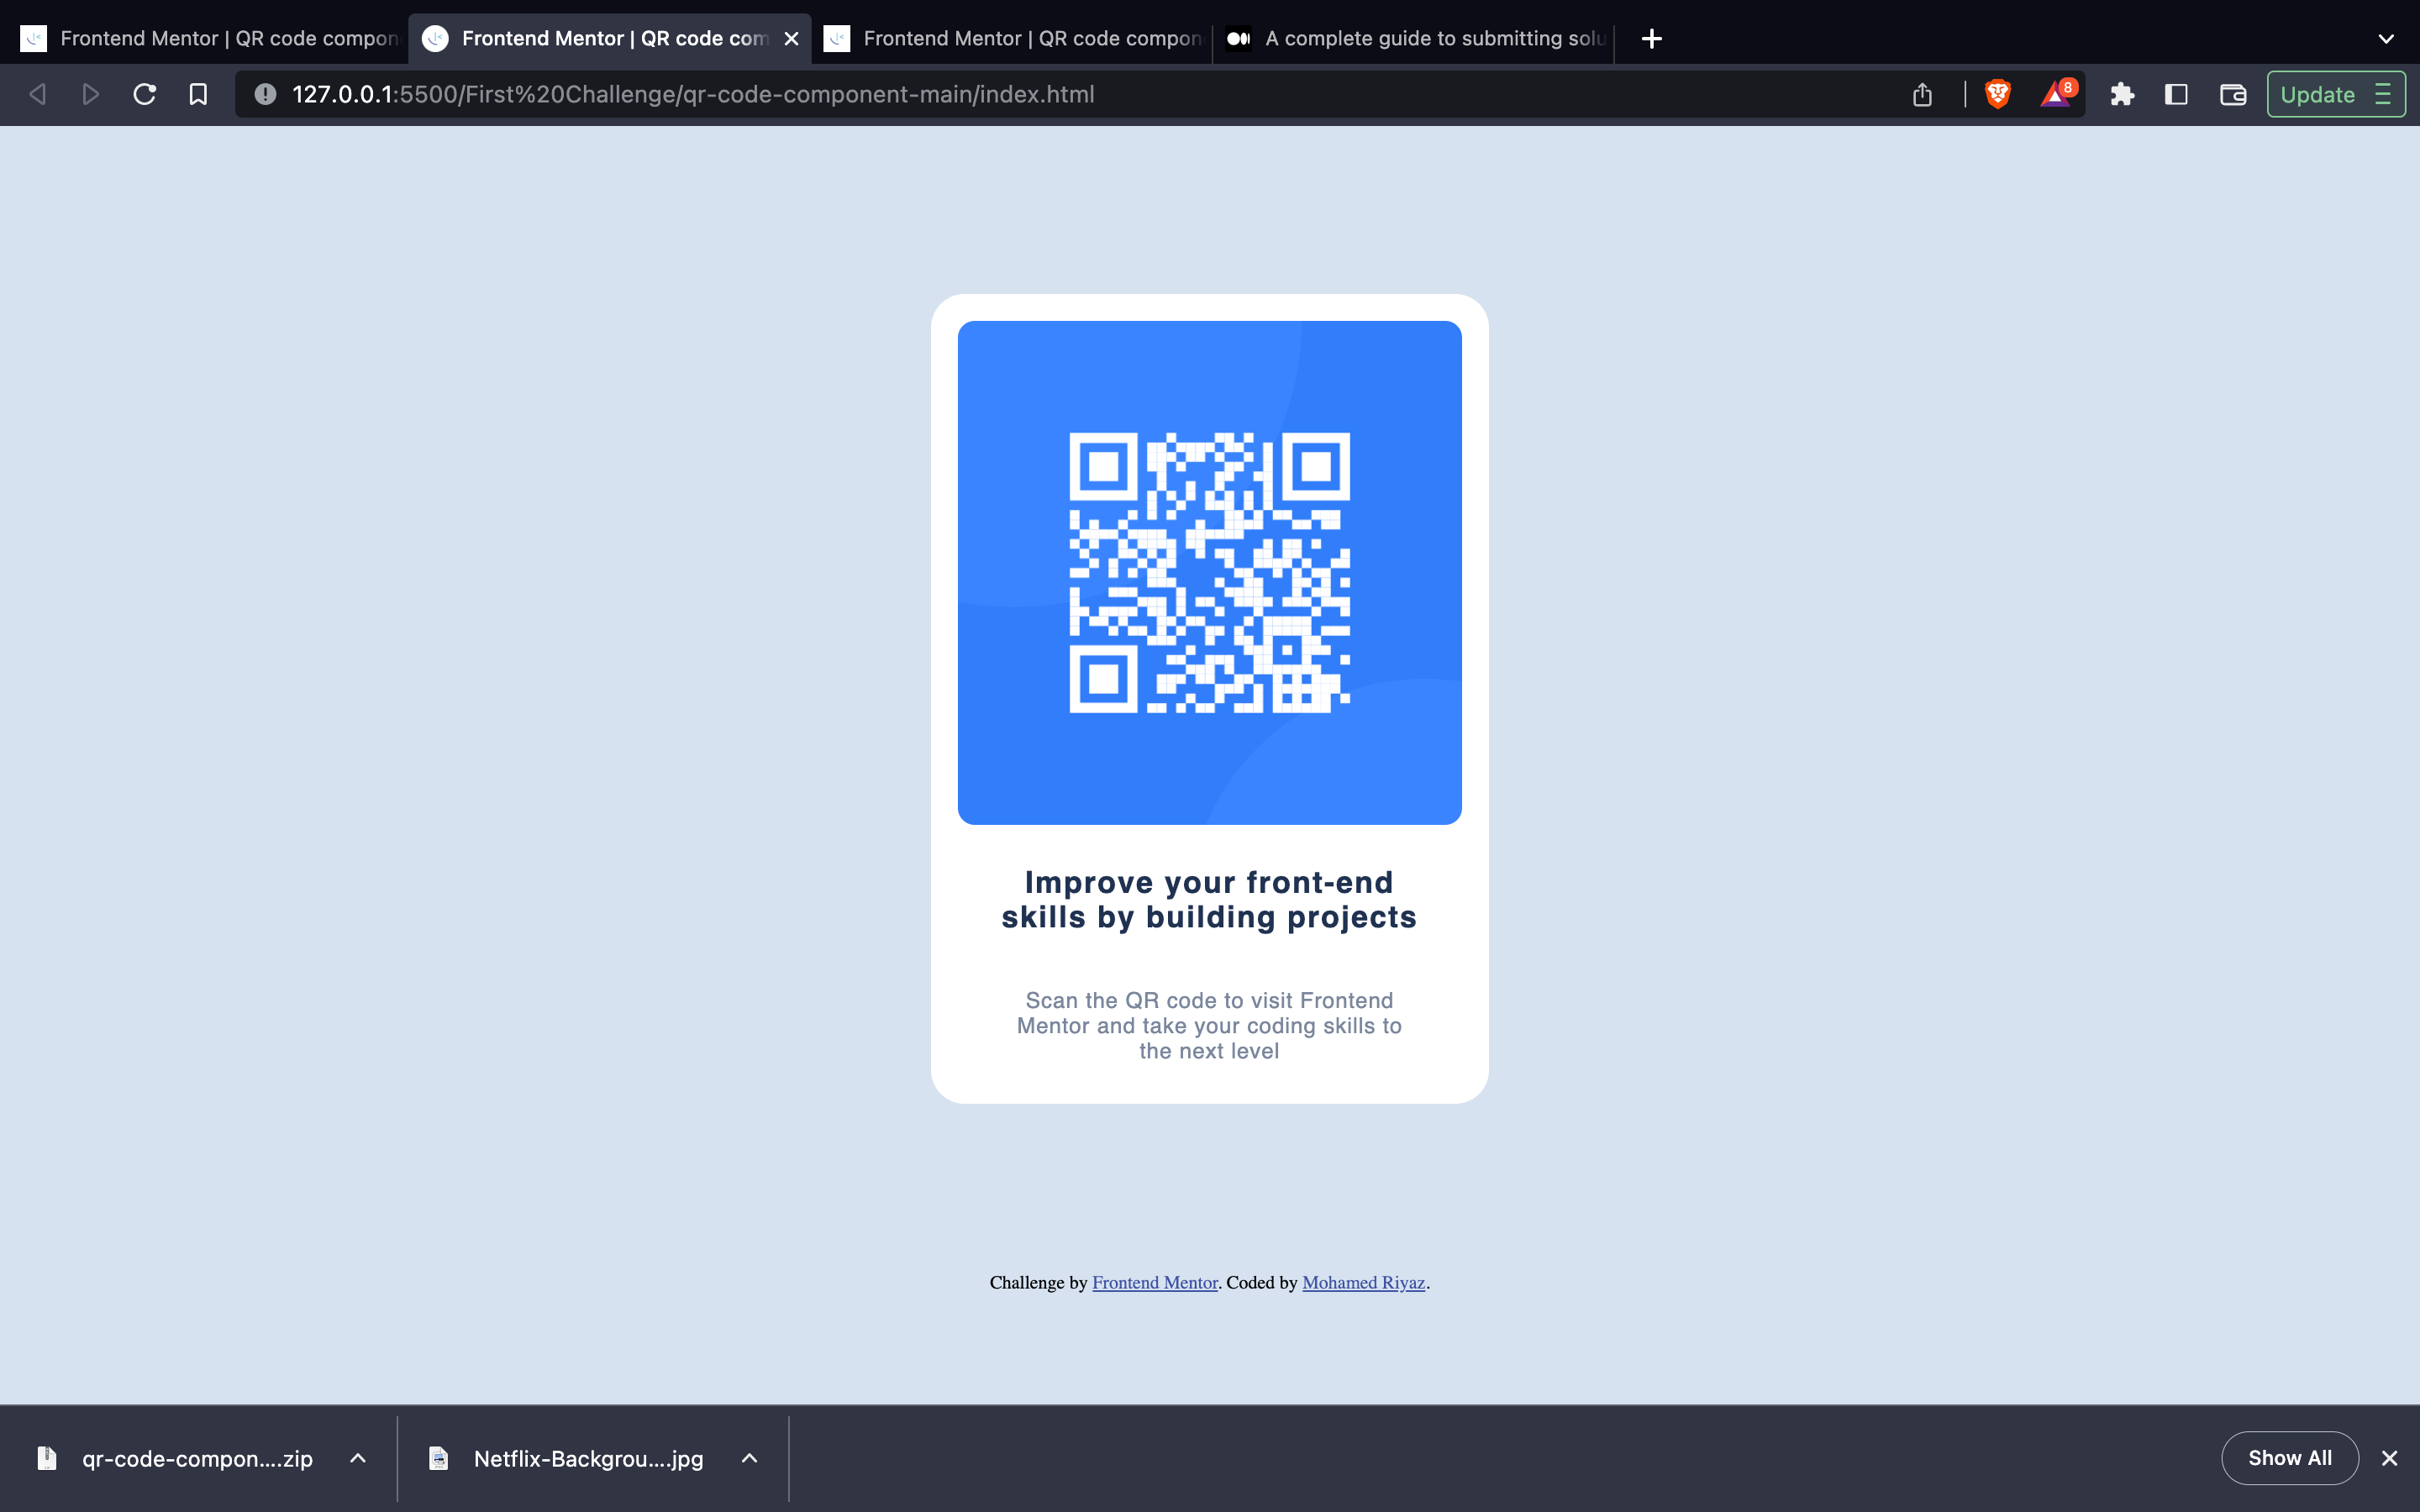 Frontend Mentor | QR code compon
Frontend Mentor | QR code com
Frontend Mentor | QR code compon
A complete guide to submitting solu
127.0.0.1:5500/First%20Challenge/qr-code-component-main/index.html
8
Update
Improve your front-end
skills by building projects
Scan the QR code to visit Frontend
Mentor and take your coding skills to
the next level
Challenge by Frontend Mentor. Coded by Mohamed Riyaz.
qr-code-compon....zip
Netflix-Backgrou....jpg
Show All